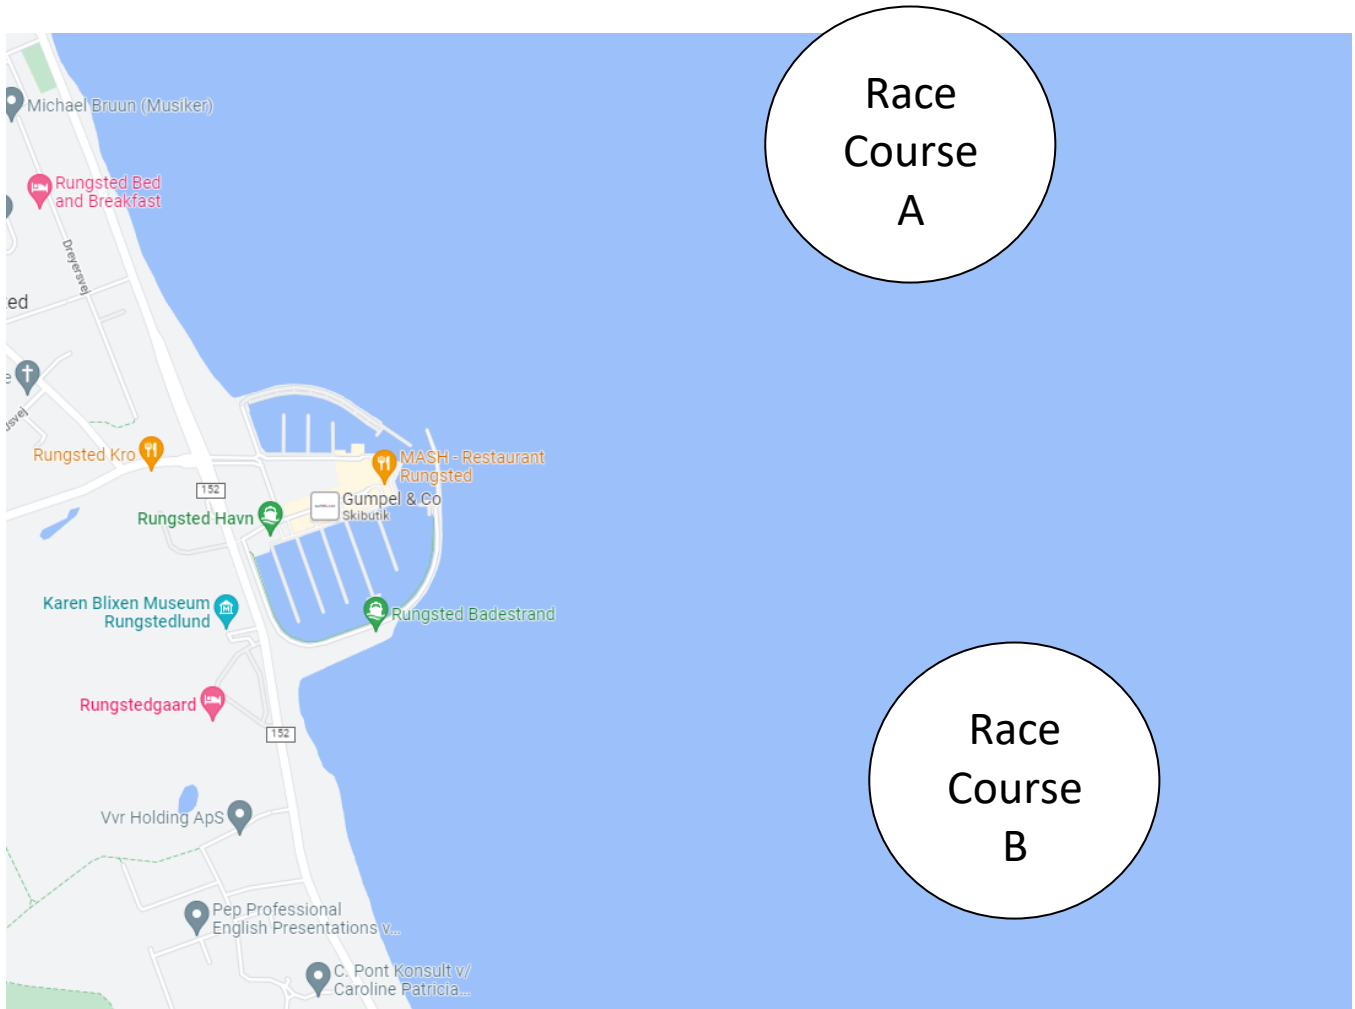 Race
Course
A
Michael Bruun (Musiker)
Rungsted Bed
and Breakfast
Dreyersvej
ted
e
dsvej
Rungsted Kro
MASH - Restaurant
Rungsted
152
Gumpel & Co
Skibutik
Rungsted Havn
Karen Blixen Museum
Rungstedlund
Rungsted Badestrand
Rungstedgaard
152
Race
Course
B
Vvr Holding ApS
Pep Professional
English Presentations v...
C. Pont Konsult v/
Caroline Patricia...